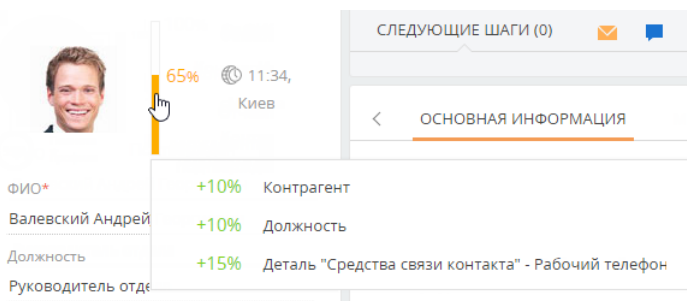 СЛЕДУЮЩИЕ ШАГИ (0)
65%
11:34,
Киев
ОСНОВНАЯ ИНФОРМАЦИЯ
ФИО*
Валевский Андрей
Должность
Руководитель отде
+10% Контрагент
+10% Должность
+15% Деталь "Средства связи контакта" - Рабочий телефон